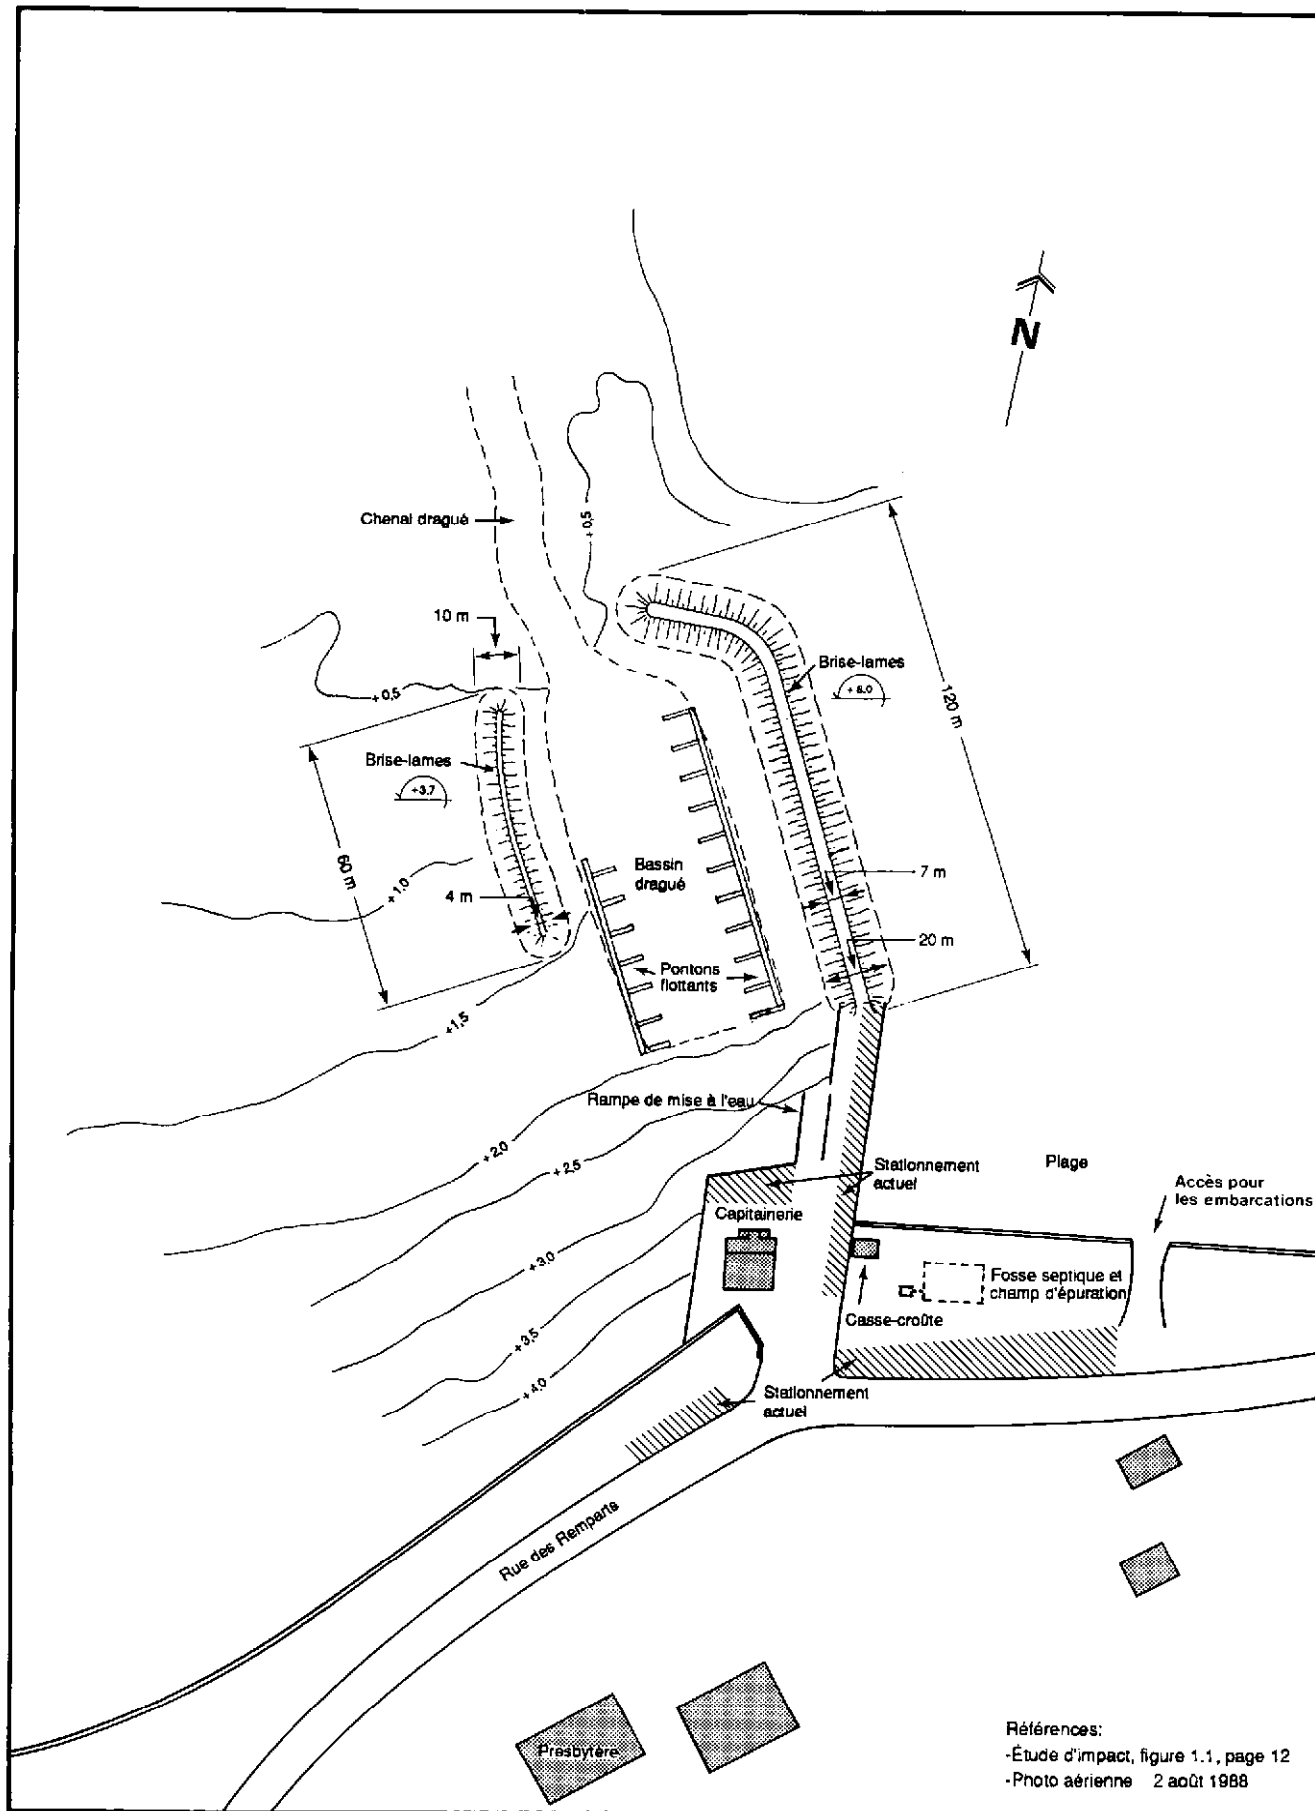 N
Chenal dragué
+0,5
10 m
Brise-lames
+0,5
120 m
Brise-lames
+3.7
60 m
Bassin
dragué
7 m
+1,0
4 m
20 m
Pontons
flottants
+1,5
Rampe de mise à l'eau
+2,0
+2,5
Stationnement
actuel
Plage
Accès pour
les embarcations
Capitainerie
+3,0
Fosse septique et
champ d'épuration
Casse-croûte
+3,5
+4,0
Stationnement
actuel
Rue des Remparts
Presbytère
Références:
-Étude d'impact, figure 1.1, page 12
-Photo aérienne 2 août 1988